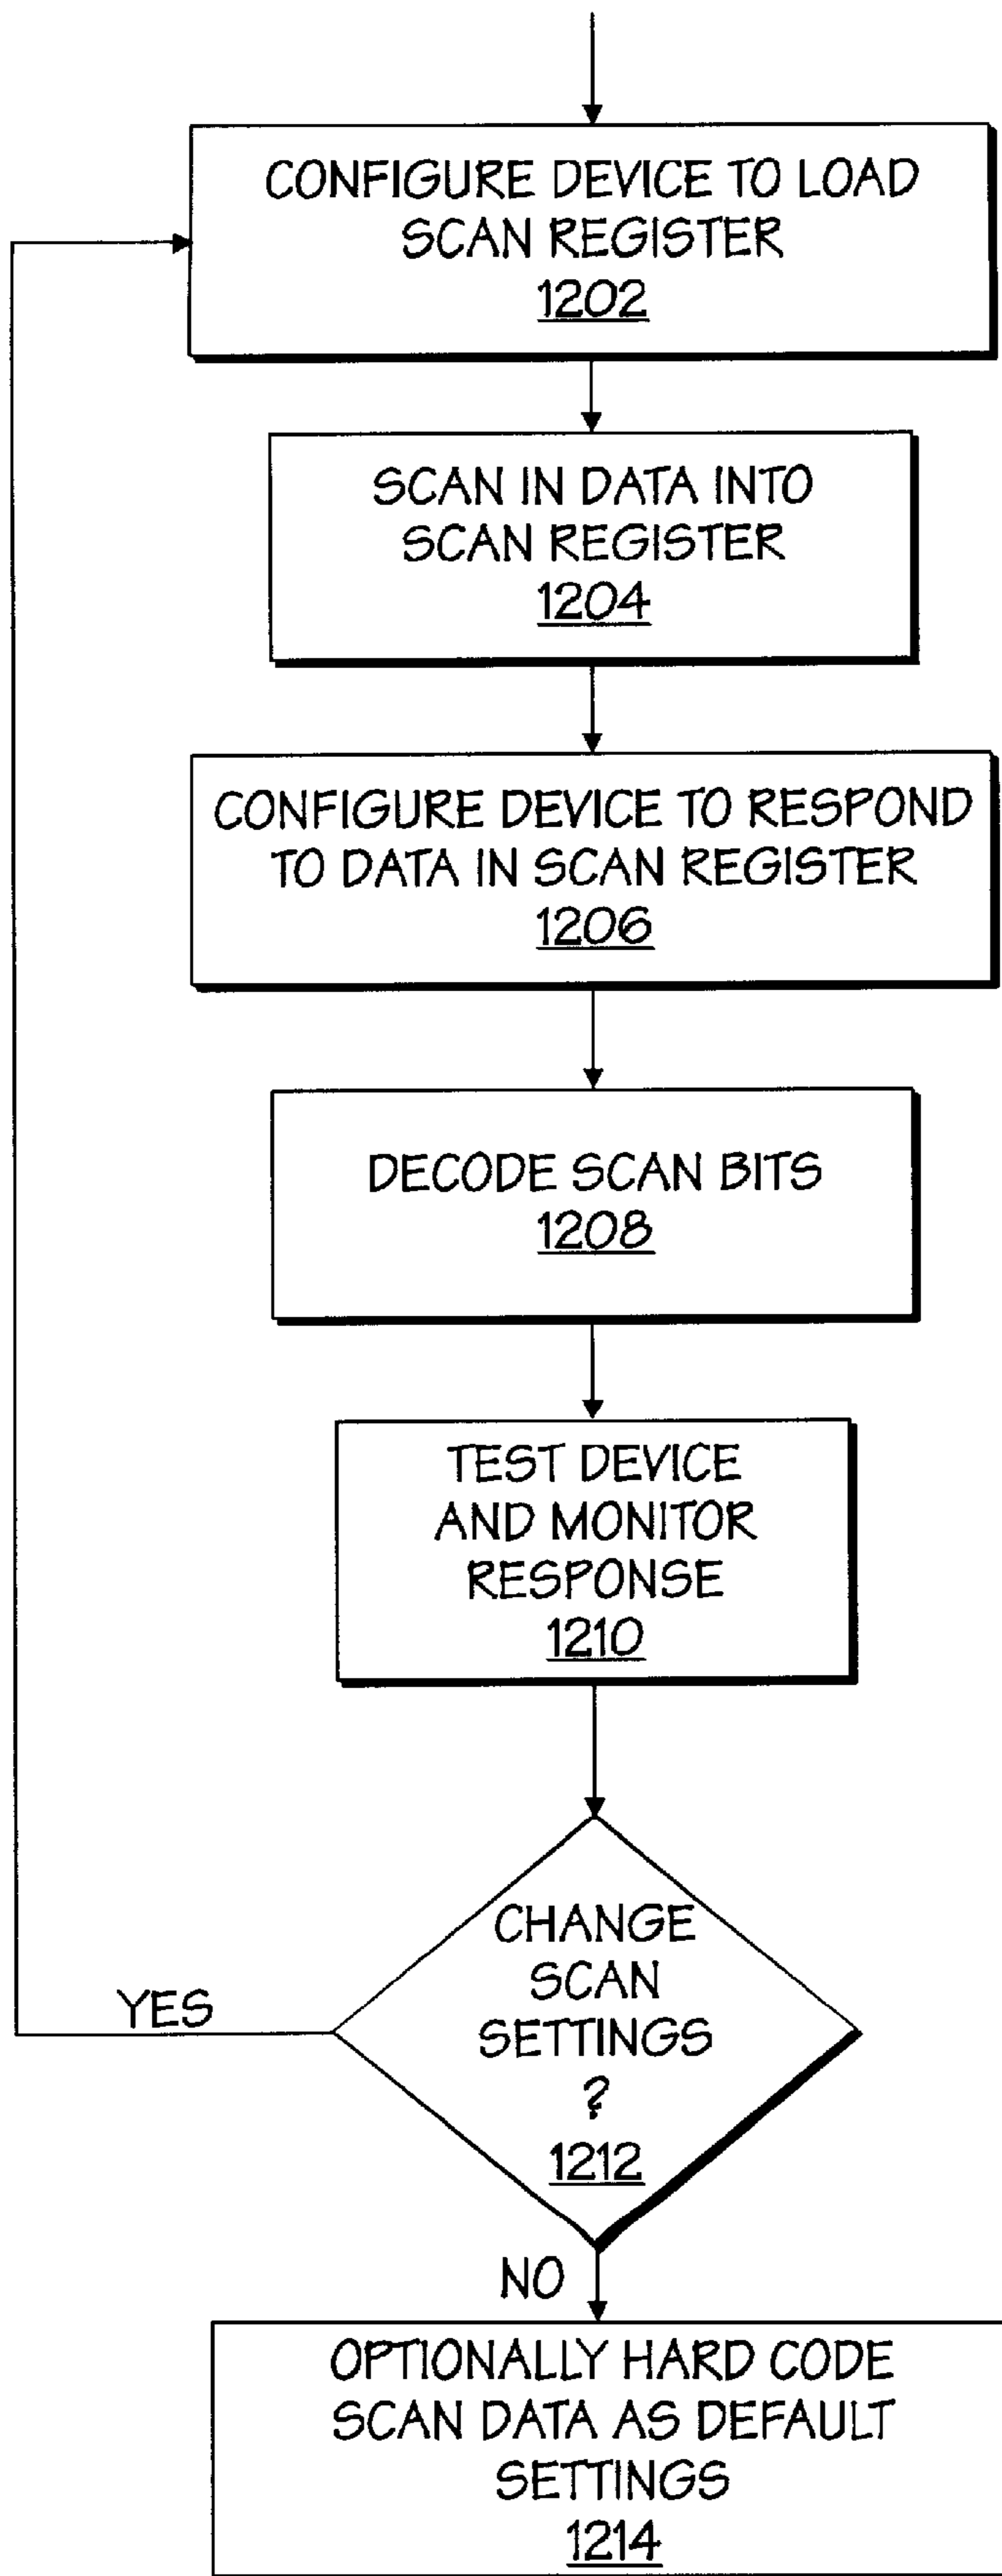 CONFIGURE DEVICE TO LOAD
SCAN REGISTER
1202
SCAN IN DATA INTO
SCAN REGISTER
1204
CONFIGURE DEVICE TO RESPOND
TO DATA IN SCAN REGISTER
1206
DECODE SCAN BITS
1208
TEST DEVICE
AND MONITOR
RESPONSE
1210
CHANGE
SCAN
SETTINGS
?
1212
YES
NO
OPTIONALLY HARD CODE
SCAN DATA AS DEFAULT
SETTINGS
1214